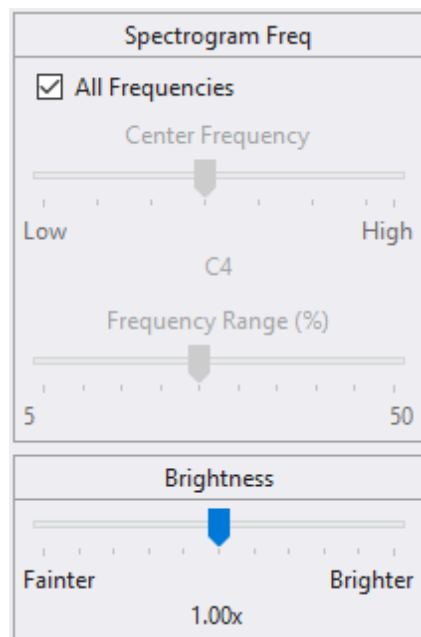 Spectrogram Freq
All Frequencies
Center Frequency
Low High
C4
Frequency Range (%)
5 50
Brightness
Fainter Brighter
1.00x